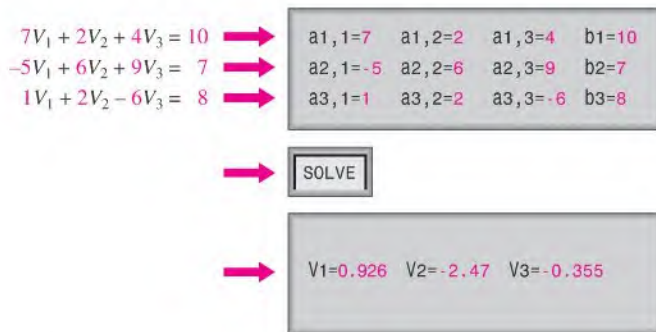 7V₁ + 2V₂ + 4V₃ = 10 a1,1=7 a1,2=2 a1,3=4 b1=10
-5V₁ + 6V₂ + 9V₃ = 7 a2,1=-5 a2,2=6 a2,3=9 b2=7
1V₁ + 2V₂ - 6V₃ = 8 a3,1=1 a3,2=2 a3,3=-6 b3=8
SOLVE
V1=0.926 V2=-2.47 V3=-0.355